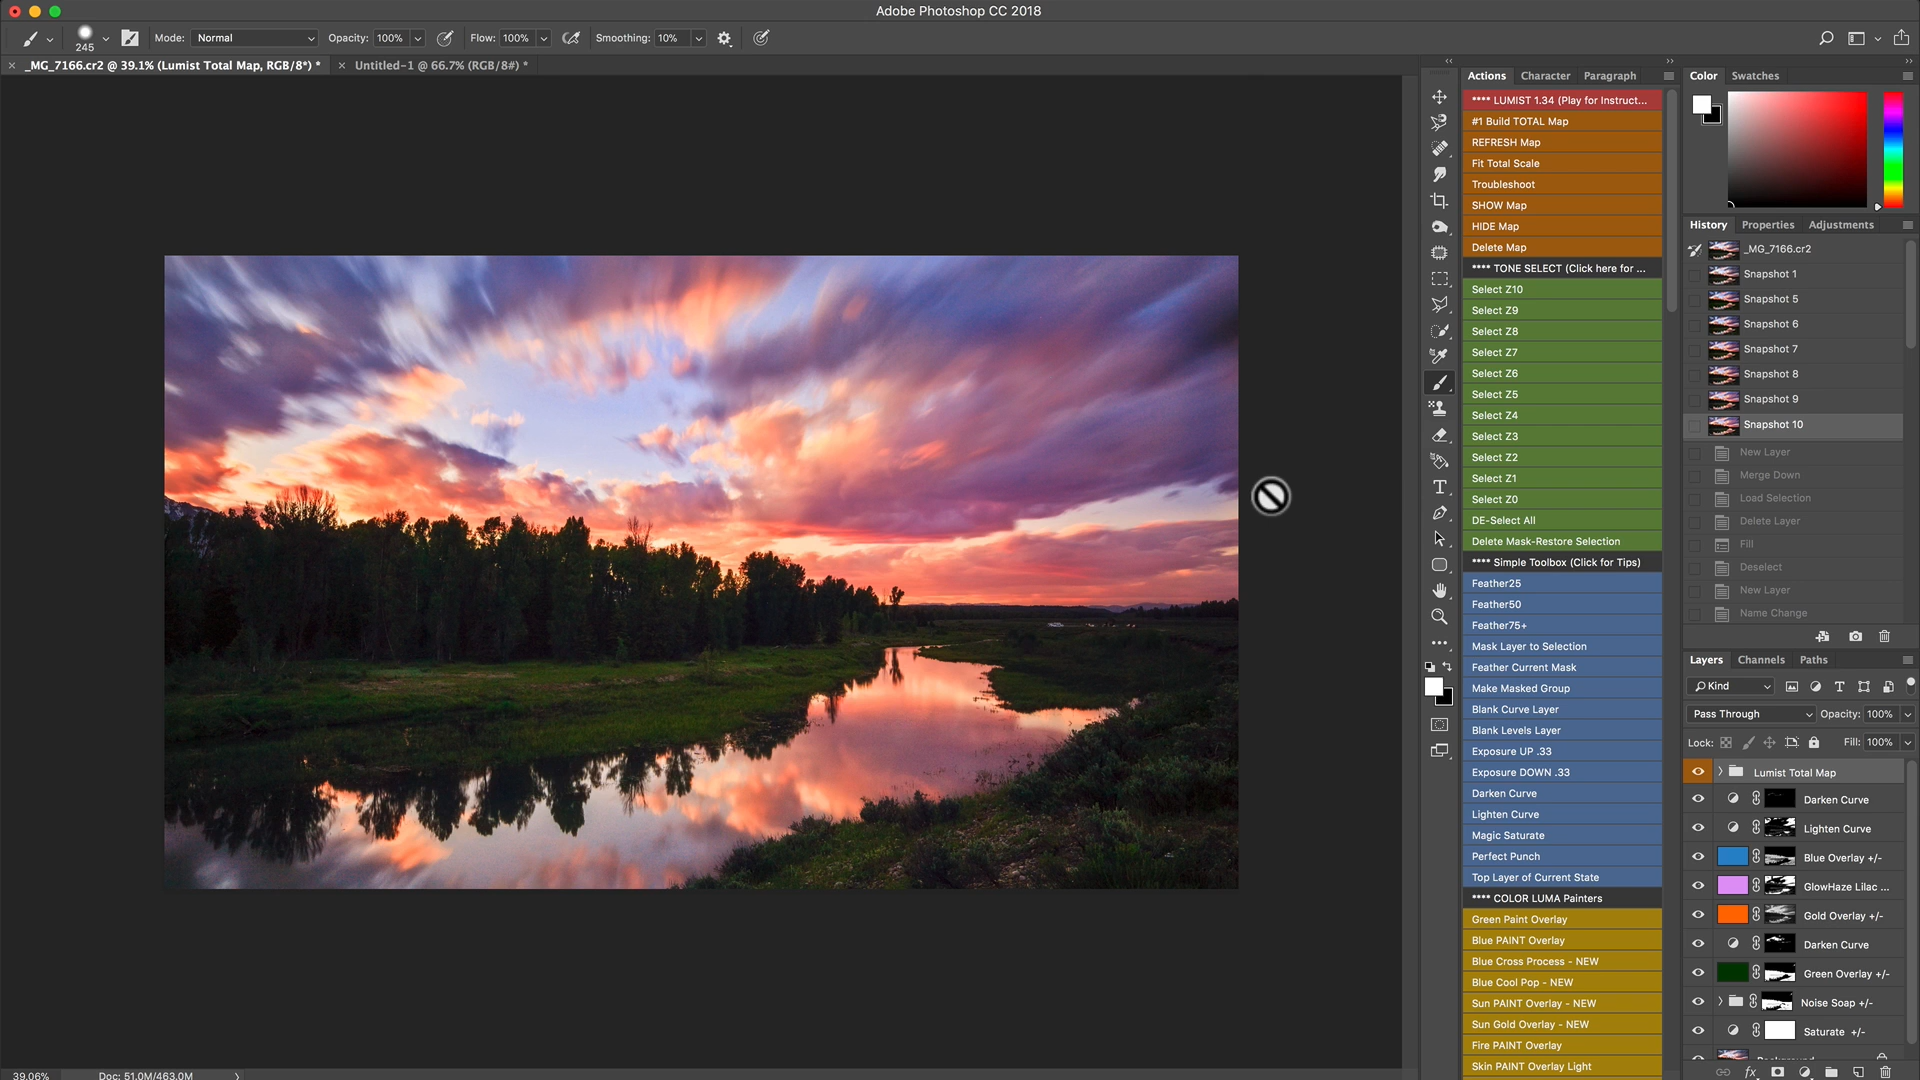 Adobe Photoshop CC 2018
245
Mode: Normal
Opacity: 100%
Flow: 100%
Smoothing: 10%
_MG_7166.cr2 @ 39.1% (Lumist Total Map, RGB/8*) *
Untitled-1 @ 66.7% (RGB/8#) *
Actions
Character
Paragraph
**** LUMIST 1.34 (Play for Instruct...
#1 Build TOTAL Map
REFRESH Map
Fit Total Scale
Troubleshoot
SHOW Map
HIDE Map
Delete Map
**** TONE SELECT (Click here for ...
Select Z10
Select Z9
Select Z8
Select Z7
Select Z6
Select Z5
Select Z4
Select Z3
Select Z2
Select Z1
Select Z0
DE-Select All
Delete Mask-Restore Selection
**** Simple Toolbox (Click for Tips)
Feather25
Feather50
Feather75+
Mask Layer to Selection
Feather Current Mask
Make Masked Group
Blank Curve Layer
Blank Levels Layer
Exposure UP .33
Exposure DOWN .33
Darken Curve
Lighten Curve
Magic Saturate
Perfect Punch
Top Layer of Current State
**** COLOR LUMA Painters
Green Paint Overlay
Blue PAINT Overlay
Blue Cross Process - NEW
Blue Cool Pop - NEW
Sun PAINT Overlay - NEW
Sun Gold Overlay - NEW
Fire PAINT Overlay
Skin PAINT Overlay Light
Color
Swatches
History
Properties
Adjustments
_MG_7166.cr2
Snapshot 1
Snapshot 5
Snapshot 6
Snapshot 7
Snapshot 8
Snapshot 9
Snapshot 10
New Layer
Merge Down
Load Selection
Delete Layer
Fill
Deselect
New Layer
Name Change
Layers
Channels
Paths
Kind
Pass Through
Opacity: 100%
Lock:
Fill: 100%
Lumist Total Map
Darken Curve
Lighten Curve
Blue Overlay +/-
GlowHaze Lilac ...
Gold Overlay +/-
Darken Curve
Green Overlay +/-
Noise Soap +/-
Saturate +/-
Background
fx
39.06%
Doc: 51.0M/463.0M